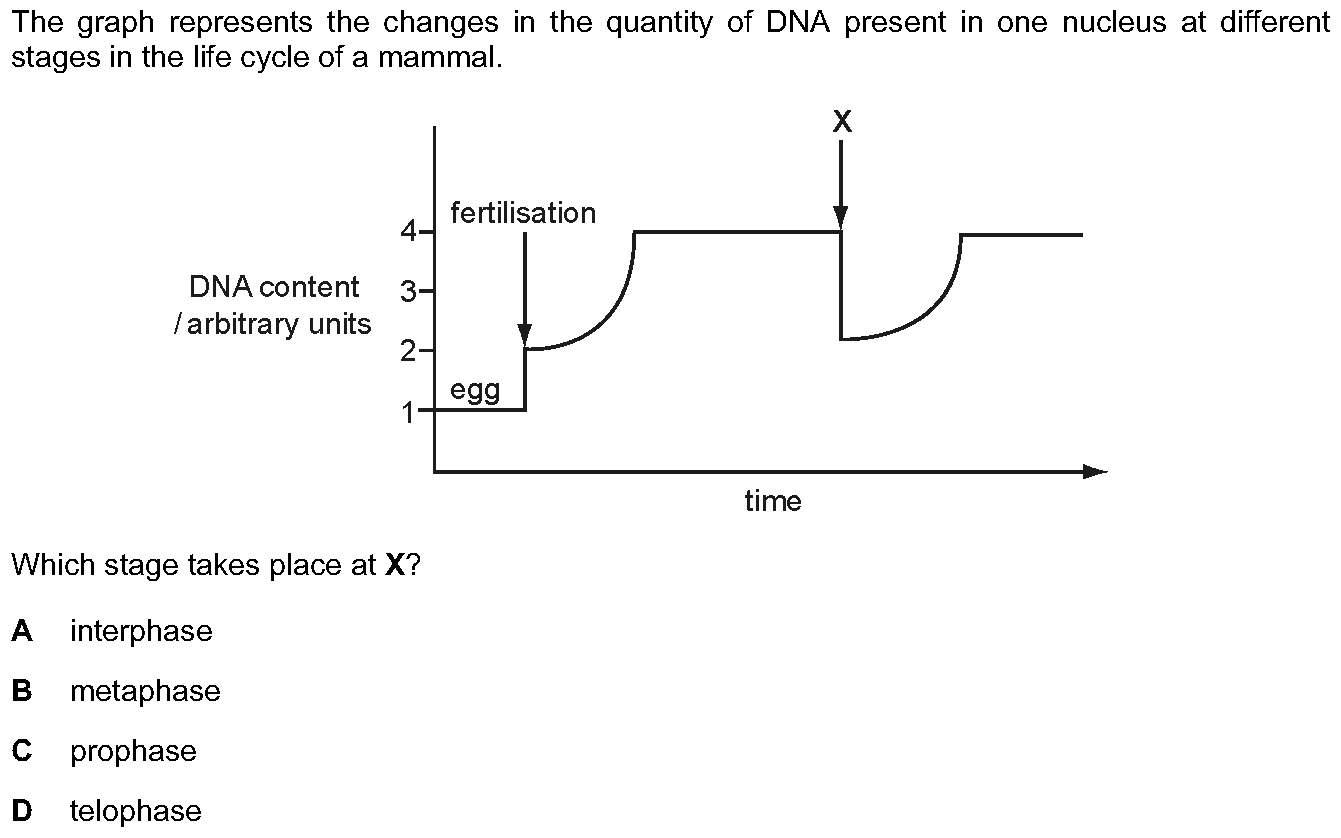 The graph represents the changes in the quantity of DNA present in one nucleus at different
stages in the life cycle of a mammal.
X
fertilisation
4
DNA content
3
/ arbitrary units
2
egg
1
time
Which stage takes place at X?
A interphase
B metaphase
C prophase
D telophase